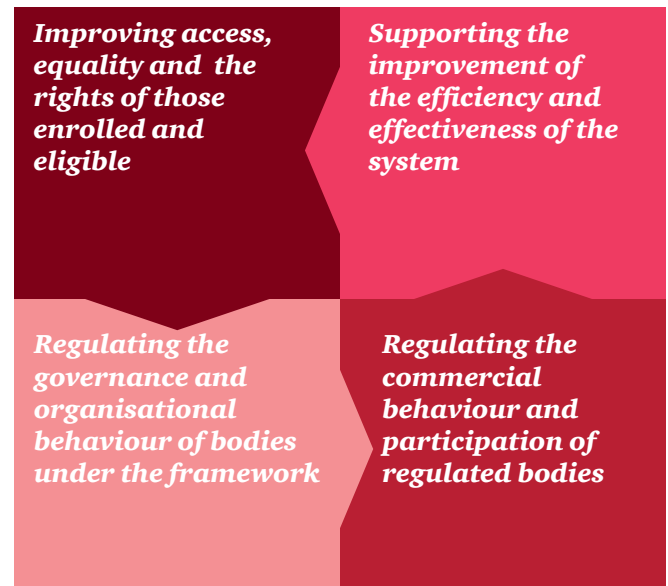 Improving access,
equality and  the
rights of those
enrolled and
eligible
Supporting the
improvement of
the efficiency and
effectiveness of the
system
Regulating the
governance and
organisational
behaviour of bodies
under the framework
Regulating the
commercial
behaviour and
participation of
regulated bodies